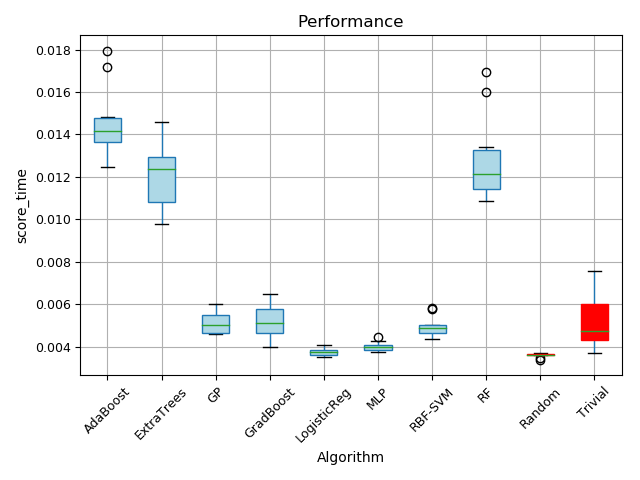 Performance
0.018
0.016
0.014
0.012
0.010
0.008
0.006
0.004
score_time
AdaBoost
ExtraTrees
GP
GradBoost
LogisticReg
MLP
RBF-SVM
RF
Random
Trivial
Algorithm